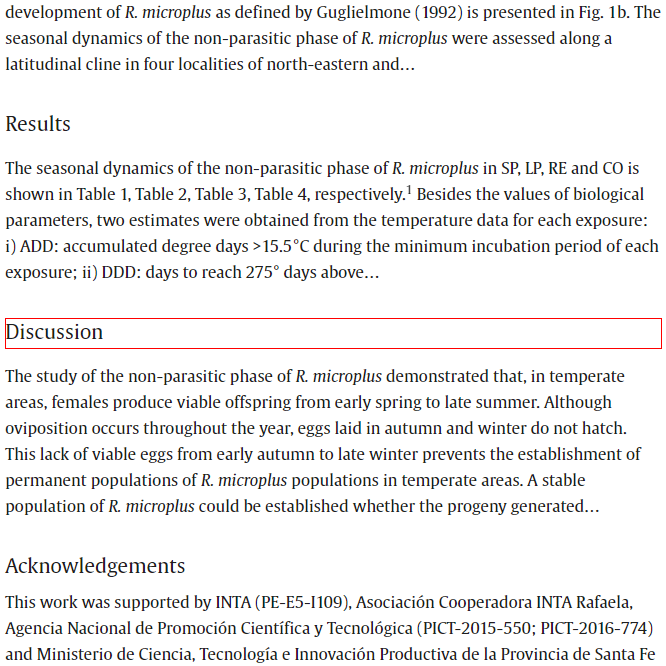 development of R. microplus as defined by Guglielmone (1992) is presented in Fig. 1b. The
seasonal dynamics of the non-parasitic phase of R. microplus were assessed along a
latitudinal cline in four localities of north-eastern and…
Results
The seasonal dynamics of the non-parasitic phase of R. microplus in SP, LP, RE and CO is
shown in Table 1, Table 2, Table 3, Table 4, respectively.1 Besides the values of biological
parameters, two estimates were obtained from the temperature data for each exposure:
i) ADD: accumulated degree days >15.5°C during the minimum incubation period of each
exposure; ii) DDD: days to reach 275° days above…
Discussion
The study of the non-parasitic phase of R. microplus demonstrated that, in temperate
areas, females produce viable offspring from early spring to late summer. Although
oviposition occurs throughout the year, eggs laid in autumn and winter do not hatch.
This lack of viable eggs from early autumn to late winter prevents the establishment of
permanent populations of R. microplus populations in temperate areas. A stable
population of R. microplus could be established whether the progeny generated…
Acknowledgements
This work was supported by INTA (PE-E5-I109), Asociación Cooperadora INTA Rafaela,
Agencia Nacional de Promoción Científica y Tecnológica (PICT-2015-550; PICT-2016-774)
and Ministerio de Ciencia, Tecnología e Innovación Productiva de la Provincia de Santa Fe